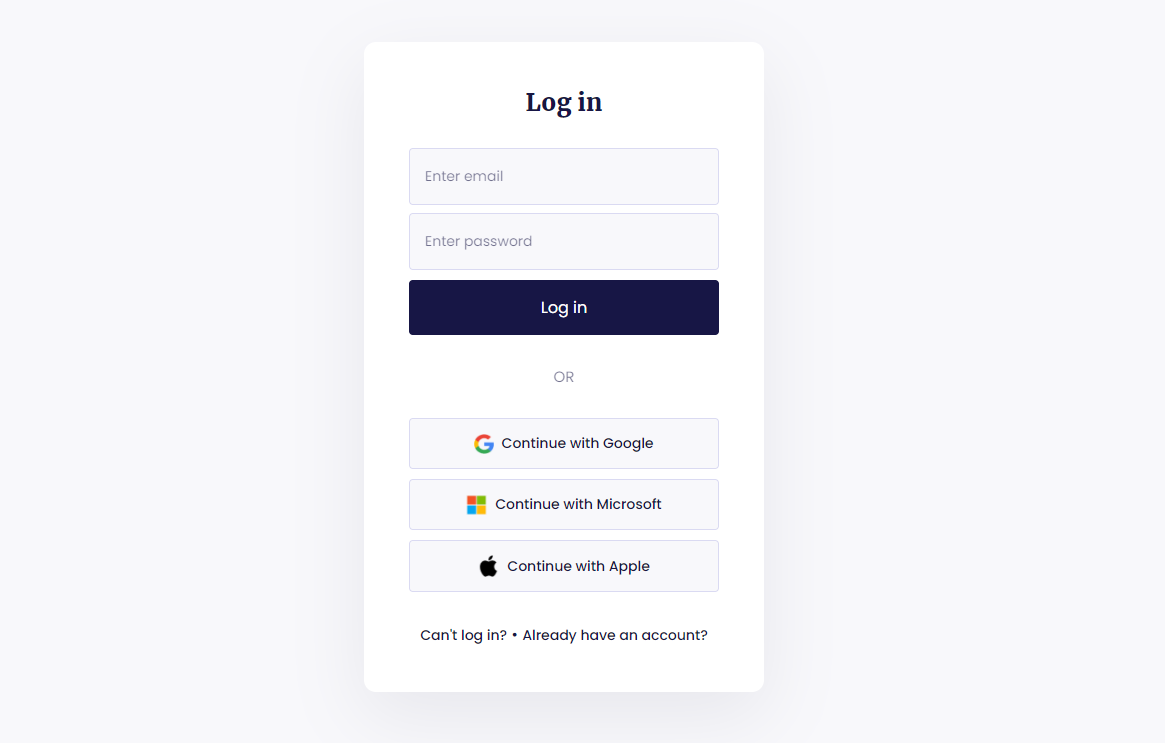 Log in
Enter email
Enter password
Log in
OR
Continue with Google
Continue with Microsoft
Continue with Apple
Can't log in? • Already have an account?